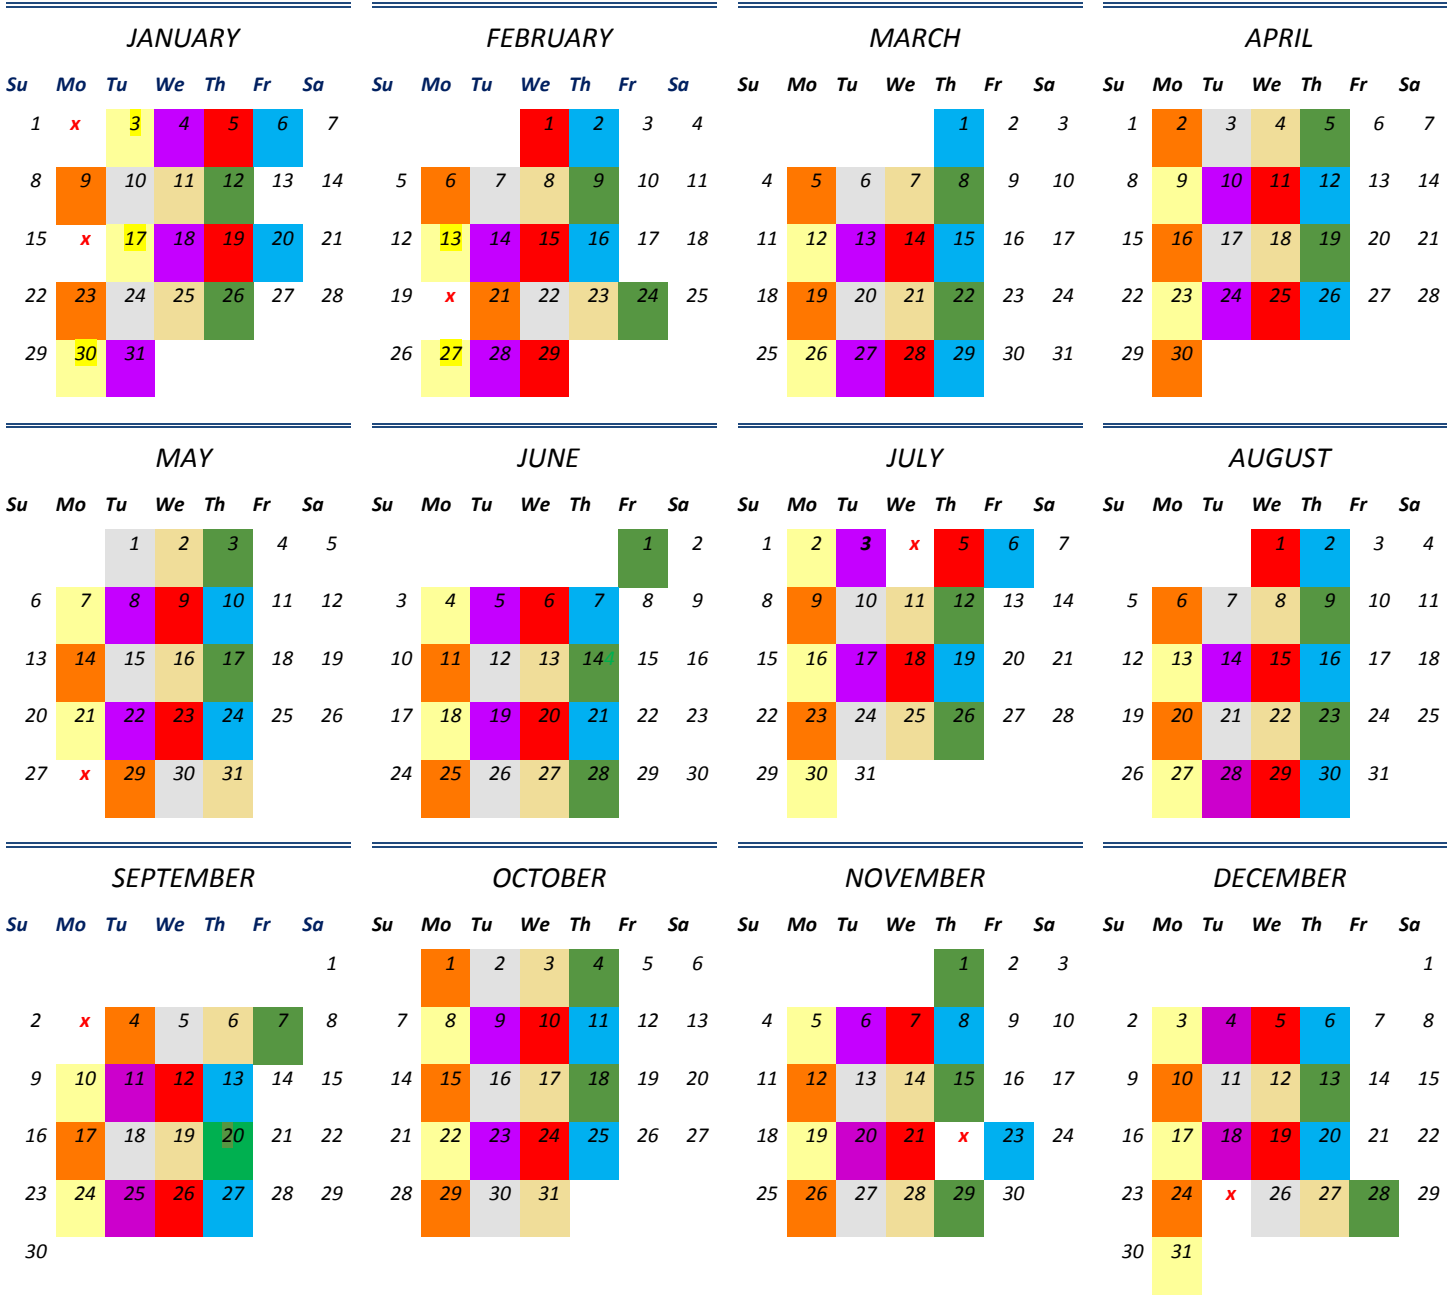 JANUARY FEBRUARY MARCH APRIL
Su Mo Tu We Th Fr Sa Su Mo Tu We Th Fr Sa Su Mo Tu We Th Fr Sa Su Mo Tu We Th Fr Sa
1 x 3 4 5 6 7 1 2 3 4 1 2 3 1 2 3 4 5 6 7
8 9 10 11 12 13 14 5 6 7 8 9 10 11 4 5 6 7 8 9 10 8 9 10 11 12 13 14
15 x 17 18 19 20 21 12 13 14 15 16 17 18 11 12 13 14 15 16 17 15 16 17 18 19 20 21
22 23 24 25 26 27 28 19 x 21 22 23 24 25 18 19 20 21 22 23 24 22 23 24 25 26 27 28
29 30 31 26 27 28 29 25 26 27 28 29 30 31 29 30
MAY JUNE JULY AUGUST
Su Mo Tu We Th Fr Sa Su Mo Tu We Th Fr Sa Su Mo Tu We Th Fr Sa Su Mo Tu We Th Fr Sa
1 2 3 4 5 1 2 1 2 3 x 5 6 7 1 2 3 4
6 7 8 9 10 11 12 3 4 5 6 7 8 9 8 9 10 11 12 13 14 5 6 7 8 9 10 11
13 14 15 16 17 18 19 10 11 12 13 144 15 16 15 16 17 18 19 20 21 12 13 14 15 16 17 18
20 21 22 23 24 25 26 17 18 19 20 21 22 23 22 23 24 25 26 27 28 19 20 21 22 23 24 25
27 x 29 30 31 24 25 26 27 28 29 30 29 30 31 26 27 28 29 30 31
SEPTEMBER OCTOBER NOVEMBER DECEMBER
Su Mo Tu We Th Fr Sa Su Mo Tu We Th Fr Sa Su Mo Tu We Th Fr Sa Su Mo Tu We Th Fr Sa
1 1 2 3 4 5 6 1 2 3 1
2 x 4 5 6 7 8 7 8 9 10 11 12 13 4 5 6 7 8 9 10 2 3 4 5 6 7 8
9 10 11 12 13 14 15 14 15 16 17 18 19 20 11 12 13 14 15 16 17 9 10 11 12 13 14 15
16 17 18 19 20 21 22 21 22 23 24 25 26 27 18 19 20 21 x 23 24 16 17 18 19 20 21 22
23 24 25 26 27 28 29 28 29 30 31 25 26 27 28 29 30 23 24 x 26 27 28 29
30 30 31